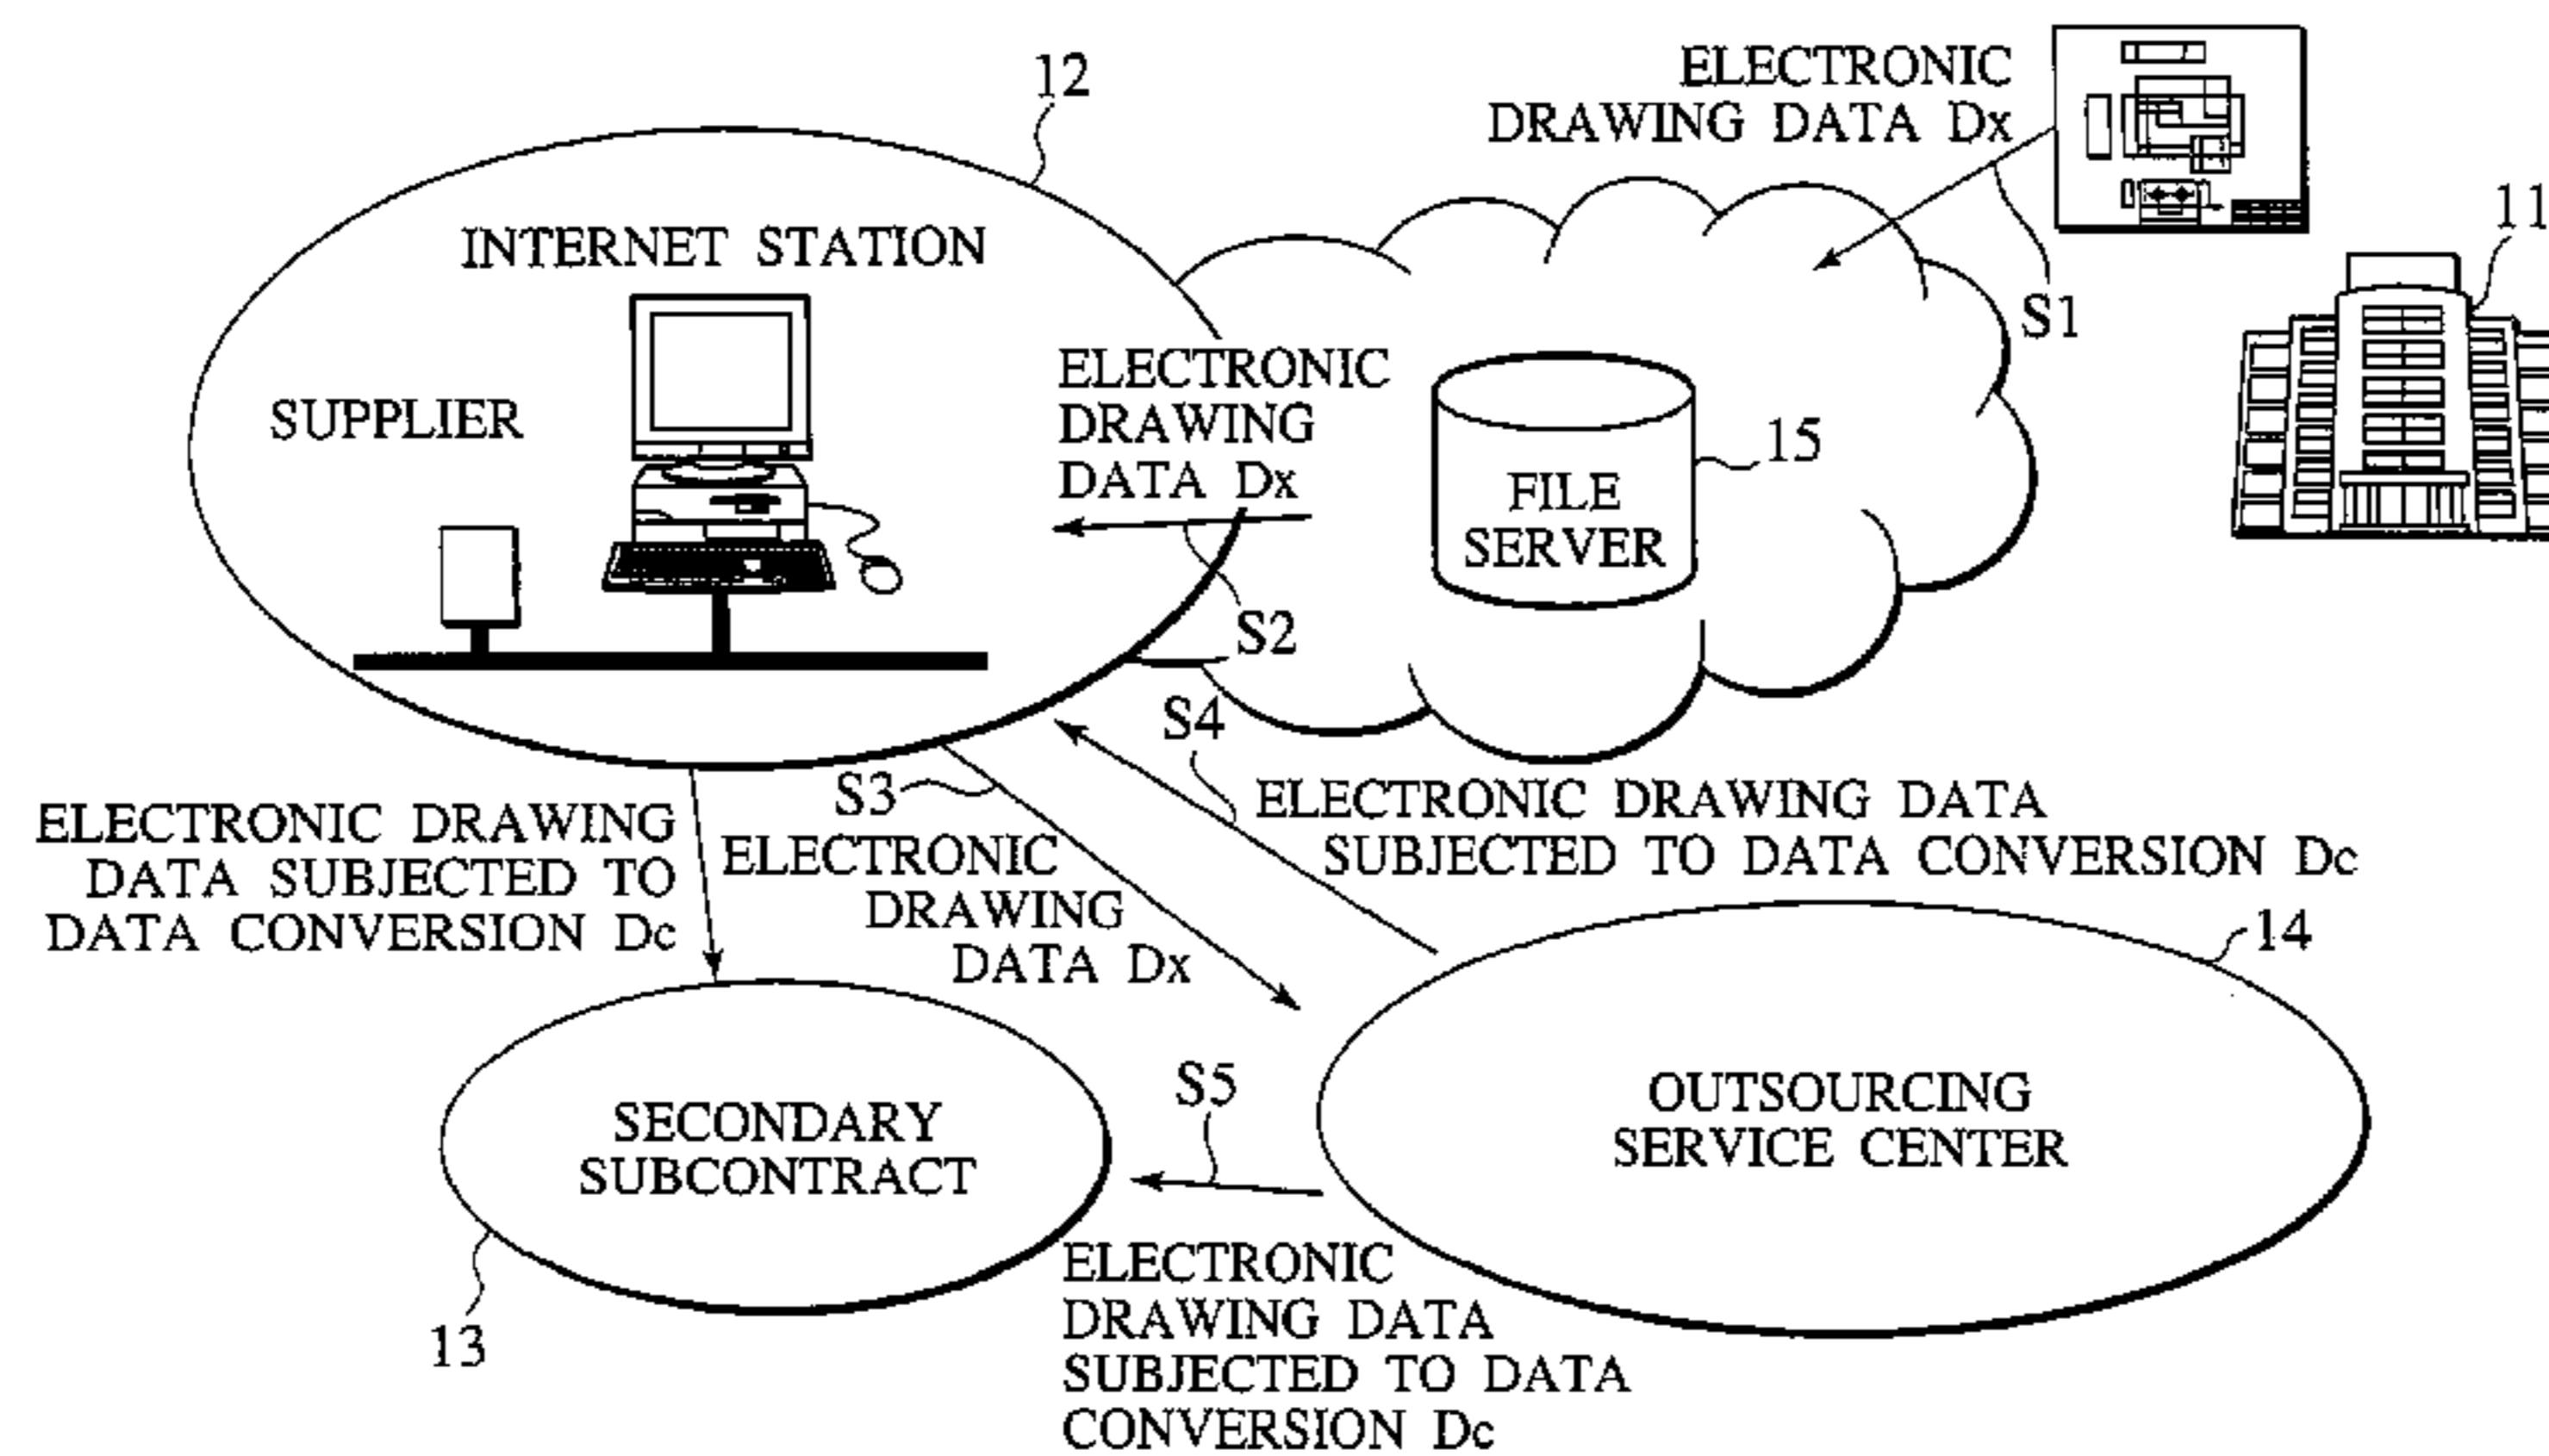 12
ELECTRONIC
DRAWING DATA Dx
11
INTERNET STATION
S1
SUPPLIER
ELECTRONIC
DRAWING
DATA Dx
15
FILE
SERVER
S2
S4
S3
ELECTRONIC DRAWING DATA
SUBJECTED TO DATA CONVERSION Dc
ELECTRONIC DRAWING
DATA SUBJECTED TO
DATA CONVERSION Dc
ELECTRONIC
DRAWING
DATA Dx
14
S5
OUTSOURCING
SERVICE CENTER
SECONDARY
SUBCONTRACT
13
ELECTRONIC
DRAWING DATA
SUBJECTED TO DATA
CONVERSION Dc